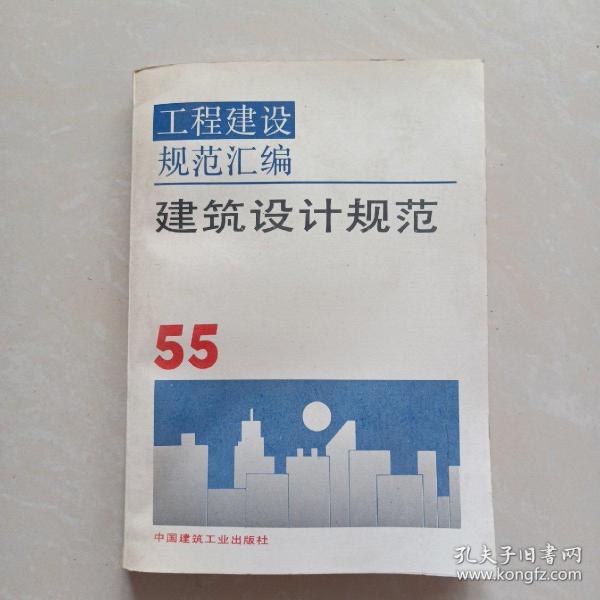 工程建设
规范汇编
建筑设计规范
55
中国建筑工业出版社
孔夫子旧书网
www.kongfz.com